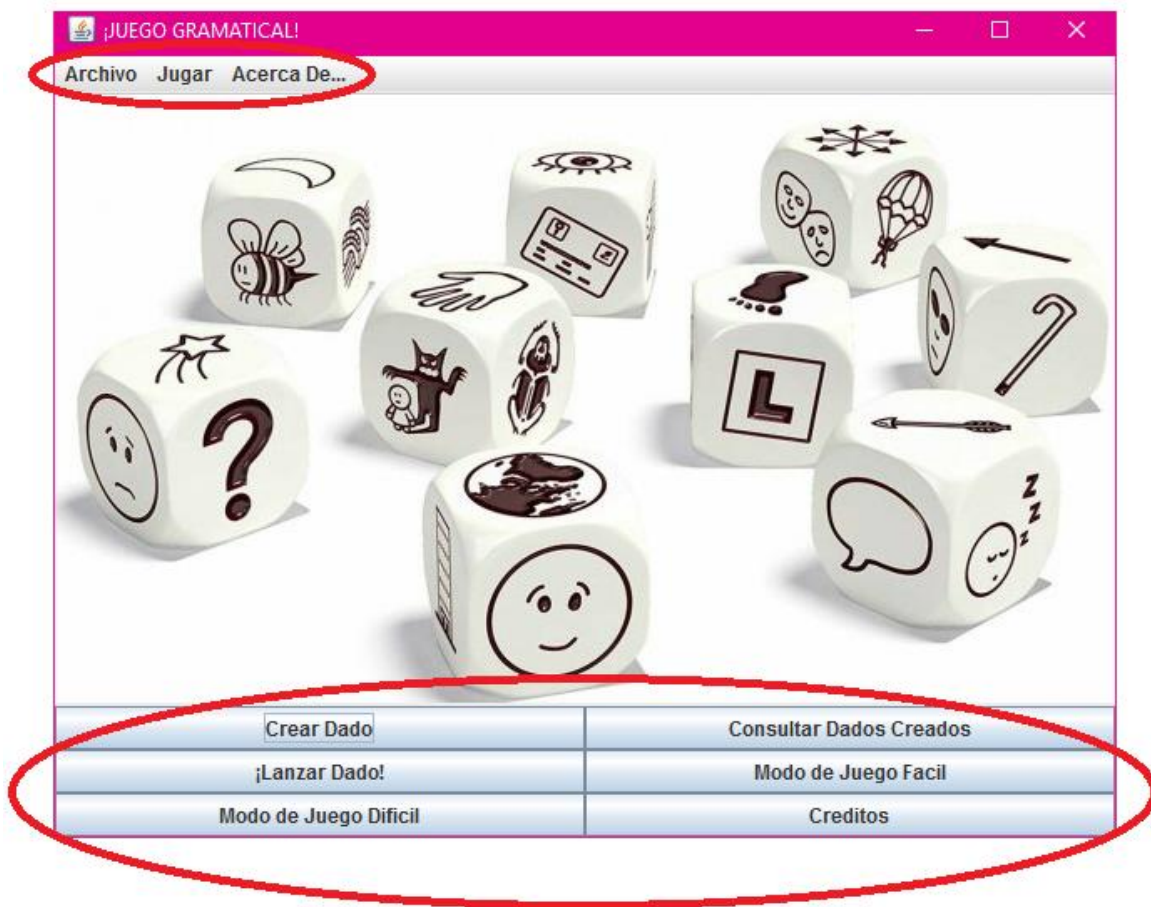 ¡JUEGO GRAMATICAL!
Archivo Jugar Acerca De...
?
L
Z
Z
z
Crear Dado Consultar Dados Creados
¡Lanzar Dado! Modo de Juego Facil
Modo de Juego Dificil Creditos